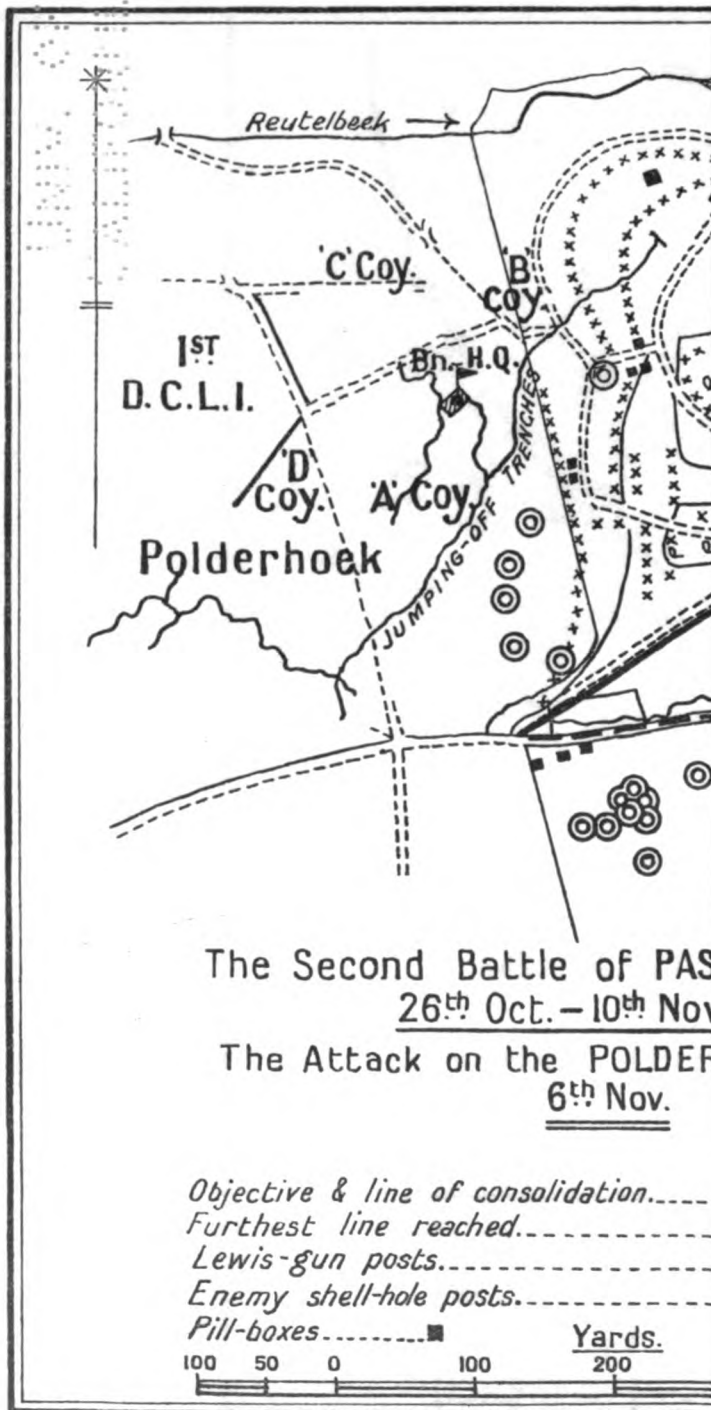 Reutelbeek
'C' Coy.
'B'
Coy
1ST
D.C.L.I.
Bn. H.Q.
'D'
Coy.
'A' Coy.
JUMPING-OFF TRENCHES
Polderhoek
The Second Battle of PAS
26th Oct. – 10th Nov
The Attack on the POLDER
6th Nov.
Objective & line of consolidation
Furthest line reached
Lewis-gun posts
Enemy shell-hole posts
Pill-boxes
Yards.
100 50 0 100 200